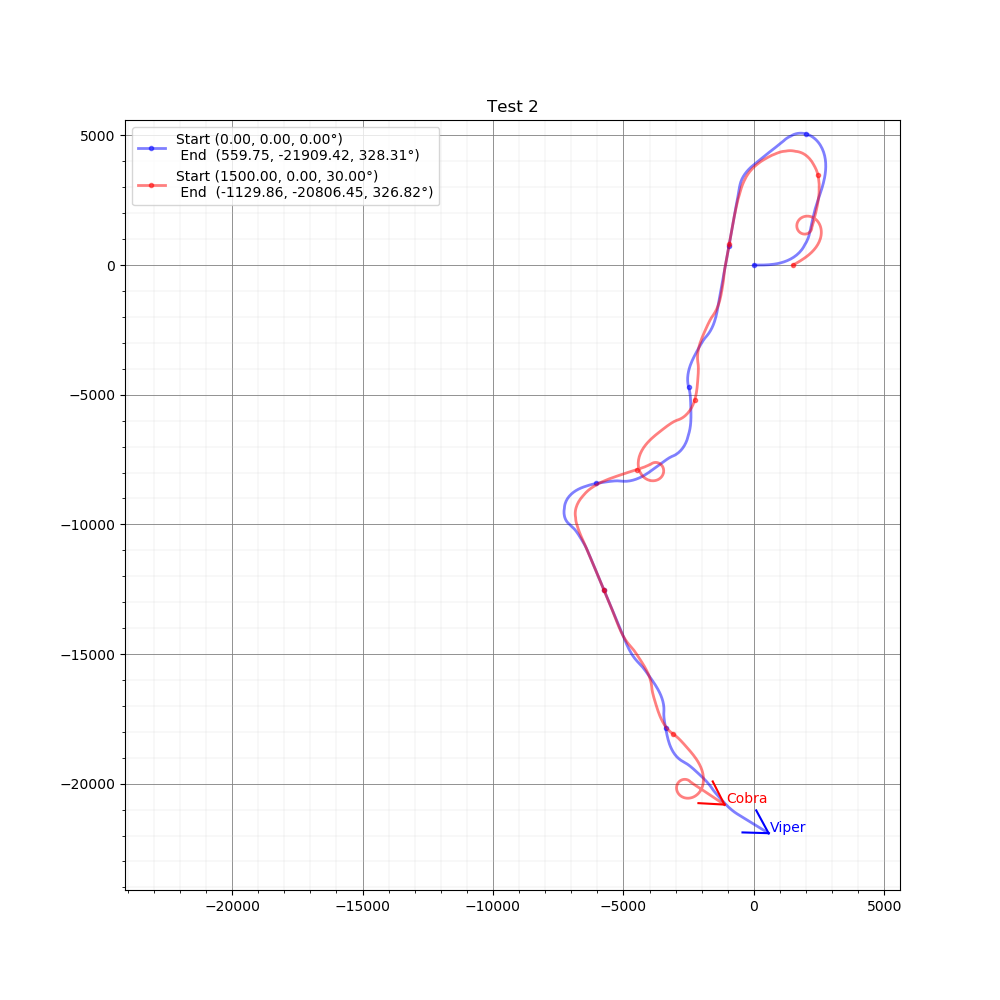 Test 2
Start (0.00, 0.00, 0.00°)
End (559.75, -21909.42, 328.31°)
Start (1500.00, 0.00, 30.00°)
End (-1129.86, -20806.45, 326.82°)
5000
0
−5000
−10000
−15000
−20000
Cobra
Viper
−20000
−15000
−10000
−5000
0
5000